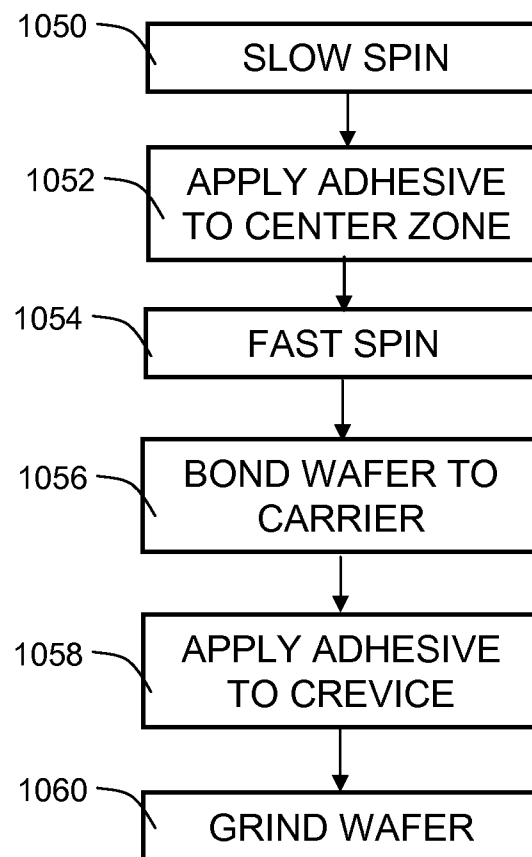 1050
SLOW SPIN
1052
APPLY ADHESIVE
TO CENTER ZONE
1054
FAST SPIN
1056
BOND WAFER TO
CARRIER
1058
APPLY ADHESIVE
TO CREVICE
1060
GRIND WAFER